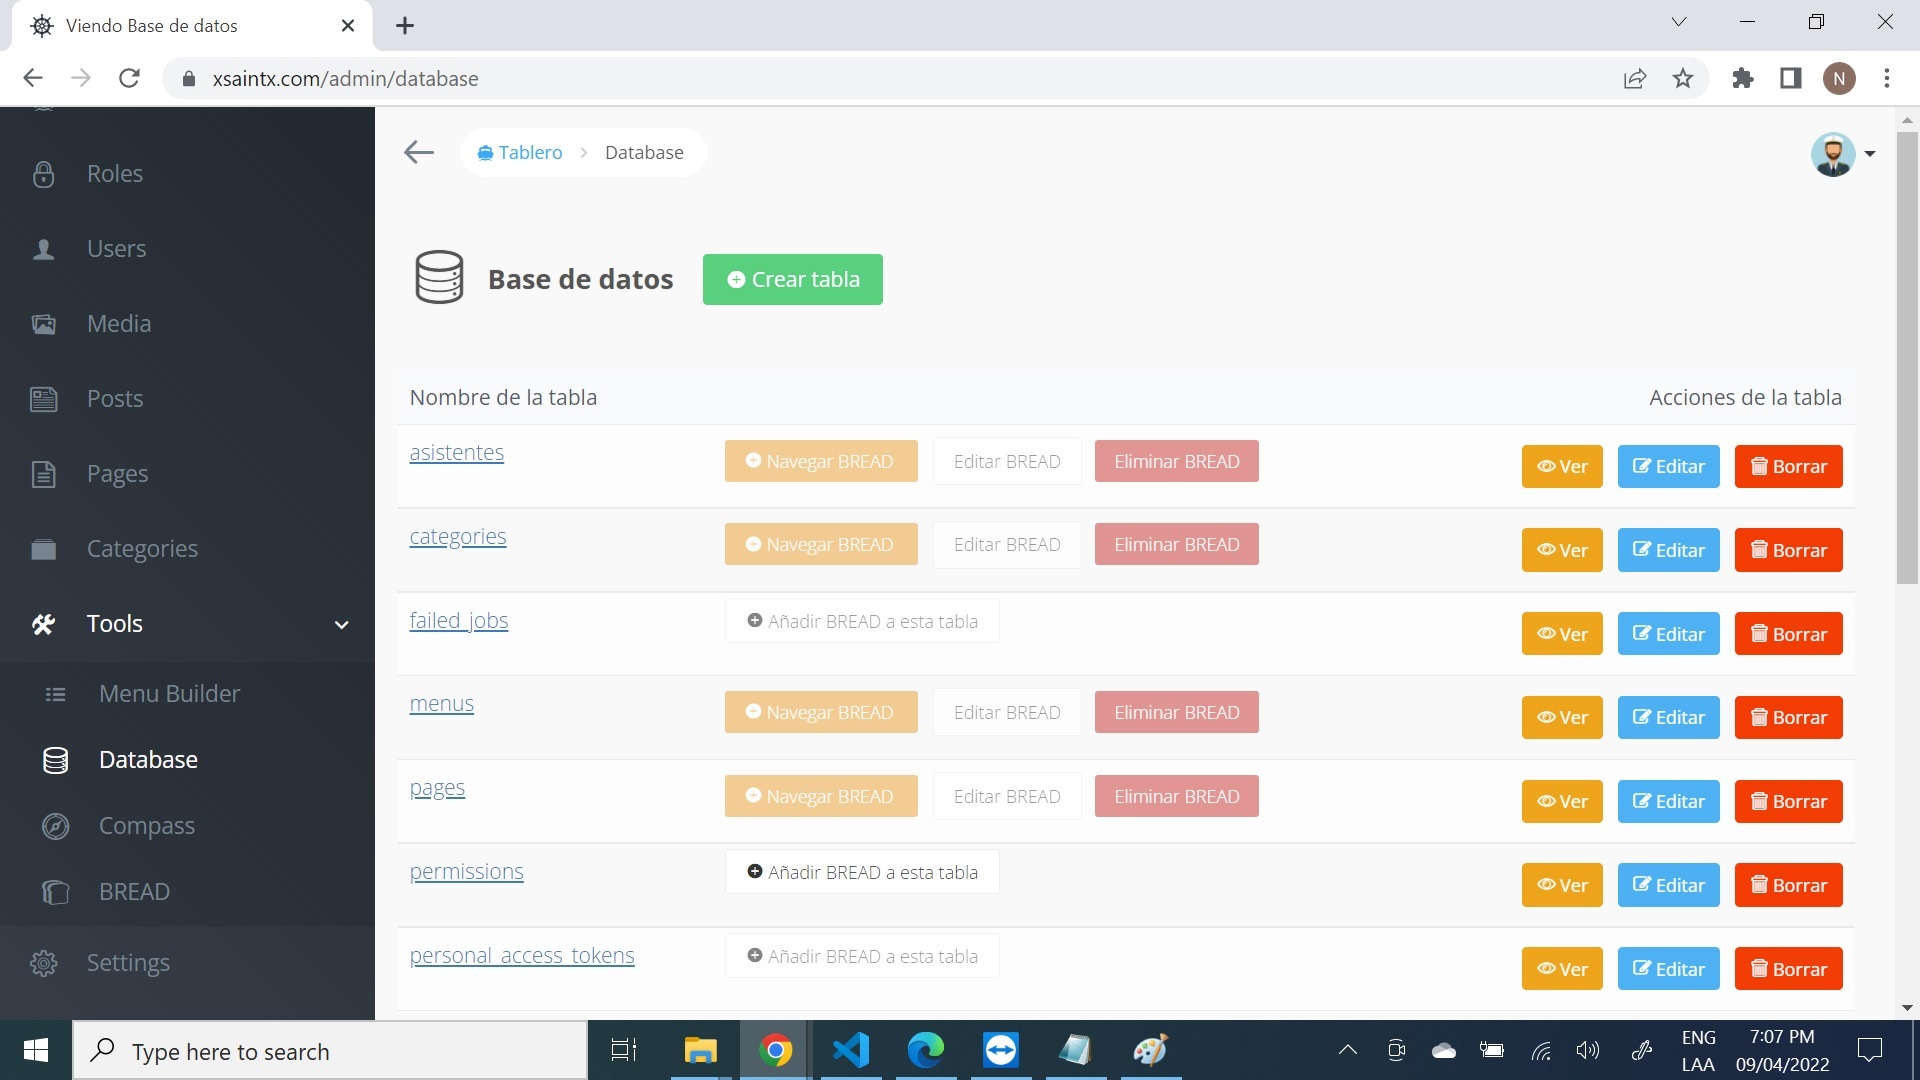 Viendo Base de datos
xsaintx.com/admin/database
N
Roles
Users
Media
Posts
Pages
Categories
Tools
Menu Builder
Database
Compass
BREAD
Settings
Tablero > Database
Base de datos
Crear tabla
Nombre de la tabla Acciones de la tabla
asistentes Navegar BREAD Editar BREAD Eliminar BREAD Ver Editar Borrar
categories Navegar BREAD Editar BREAD Eliminar BREAD Ver Editar Borrar
failed_jobs Añadir BREAD a esta tabla Ver Editar Borrar
menus Navegar BREAD Editar BREAD Eliminar BREAD Ver Editar Borrar
pages Navegar BREAD Editar BREAD Eliminar BREAD Ver Editar Borrar
permissions Añadir BREAD a esta tabla Ver Editar Borrar
personal_access_tokens Añadir BREAD a esta tabla Ver Editar Borrar
Type here to search
ENG 7:07 PM
LAA 09/04/2022